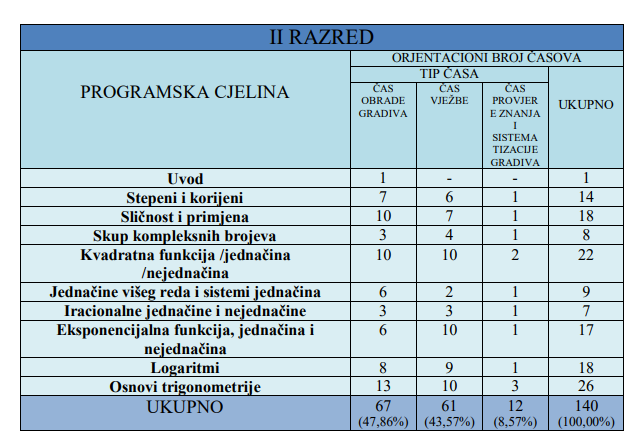 II RAZRED
ORJENTACIONI BROJ ČASOVA
PROGRAMSKA CJELINA
TIP ČASA
UKUPNO
ČAS
OBRADE
GRADIVA
ČAS
VJEŽBE
ČAS
PROVJER
E ZNANJA
I
SISTEMA
TIZACIJE
GRADIVA
Uvod 1 - - 1
Stepeni i korijeni 7 6 1 14
Sličnost i primjena 10 7 1 18
Skup kompleksnih brojeva 3 4 1 8
Kvadratna funkcija /jednačina 10 10 2 22
/nejednačina
Jednačine višeg reda i sistemi jednačina 6 2 1 9
Iracionalne jednačine i nejednačine 3 3 1 7
Eksponencijalna funkcija, jednačina i 6 10 1 17
nejednačina
Logaritmi 8 9 1 18
Osnovi trigonometrije 13 10 3 26
UKUPNO 67 61 12 140
(47,86%) (43,57%) (8,57%) (100,00%)